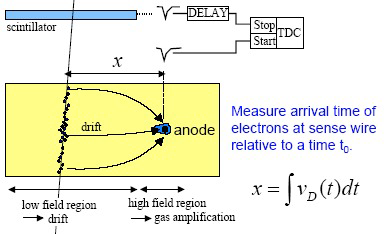 scintillator
DELAY
Stop
Start
TDC
x
drift
anode
Measure arrival time of
electrons at sense wire
relative to a time t₀.
x = ∫v_D(t)dt
low field region
drift
high field region
gas amplification